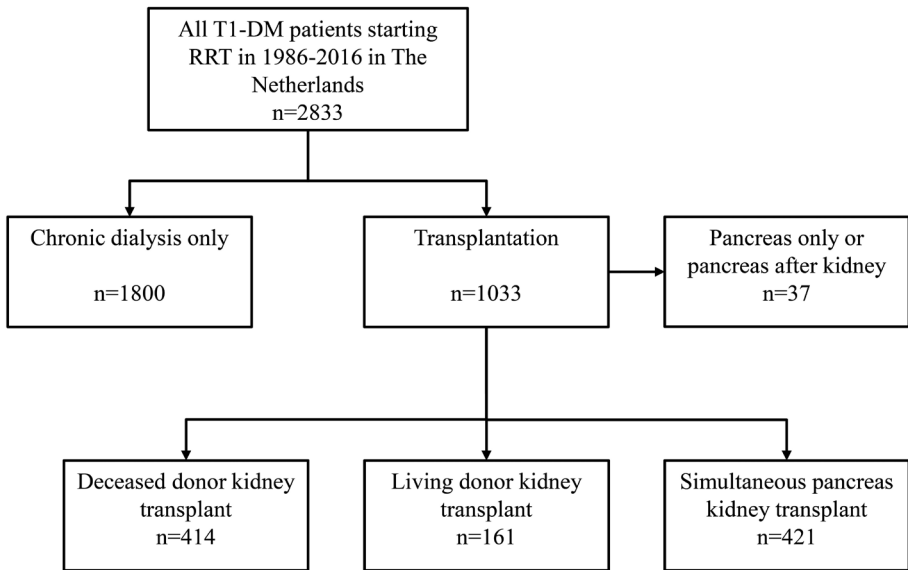 All T1-DM patients starting
RRT in 1986-2016 in The
Netherlands
n=2833
Chronic dialysis only
n=1800
Transplantation
n=1033
Pancreas only or
pancreas after kidney
n=37
Deceased donor kidney
transplant
n=414
Living donor kidney
transplant
n=161
Simultaneous pancreas
kidney transplant
n=421